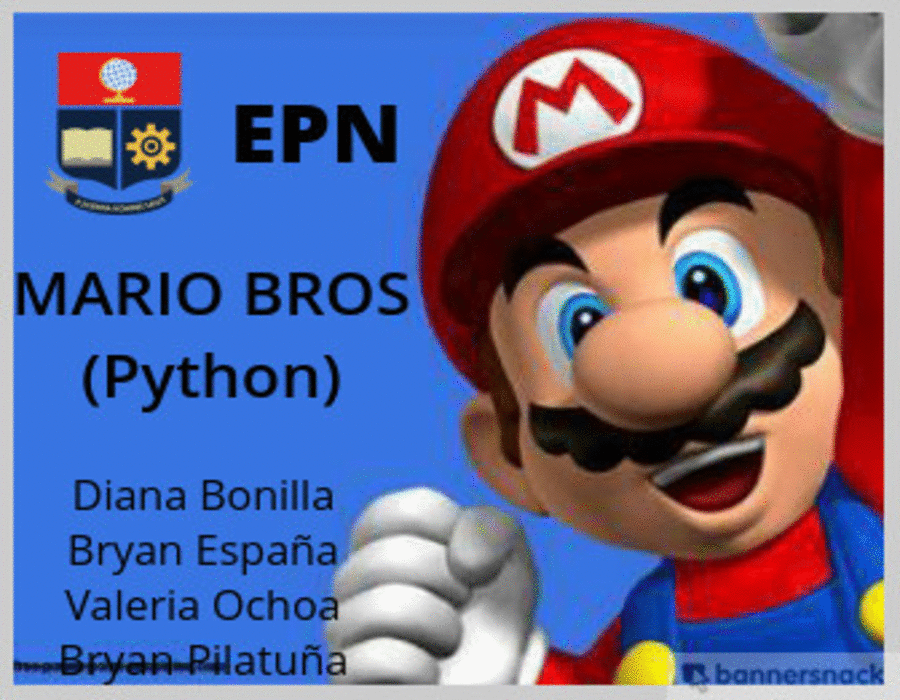 EPN
M
MARIO BROS
(Python)
Diana Bonilla
Bryan España
Valeria Ochoa
Bryan Pilatuña
bannersnack